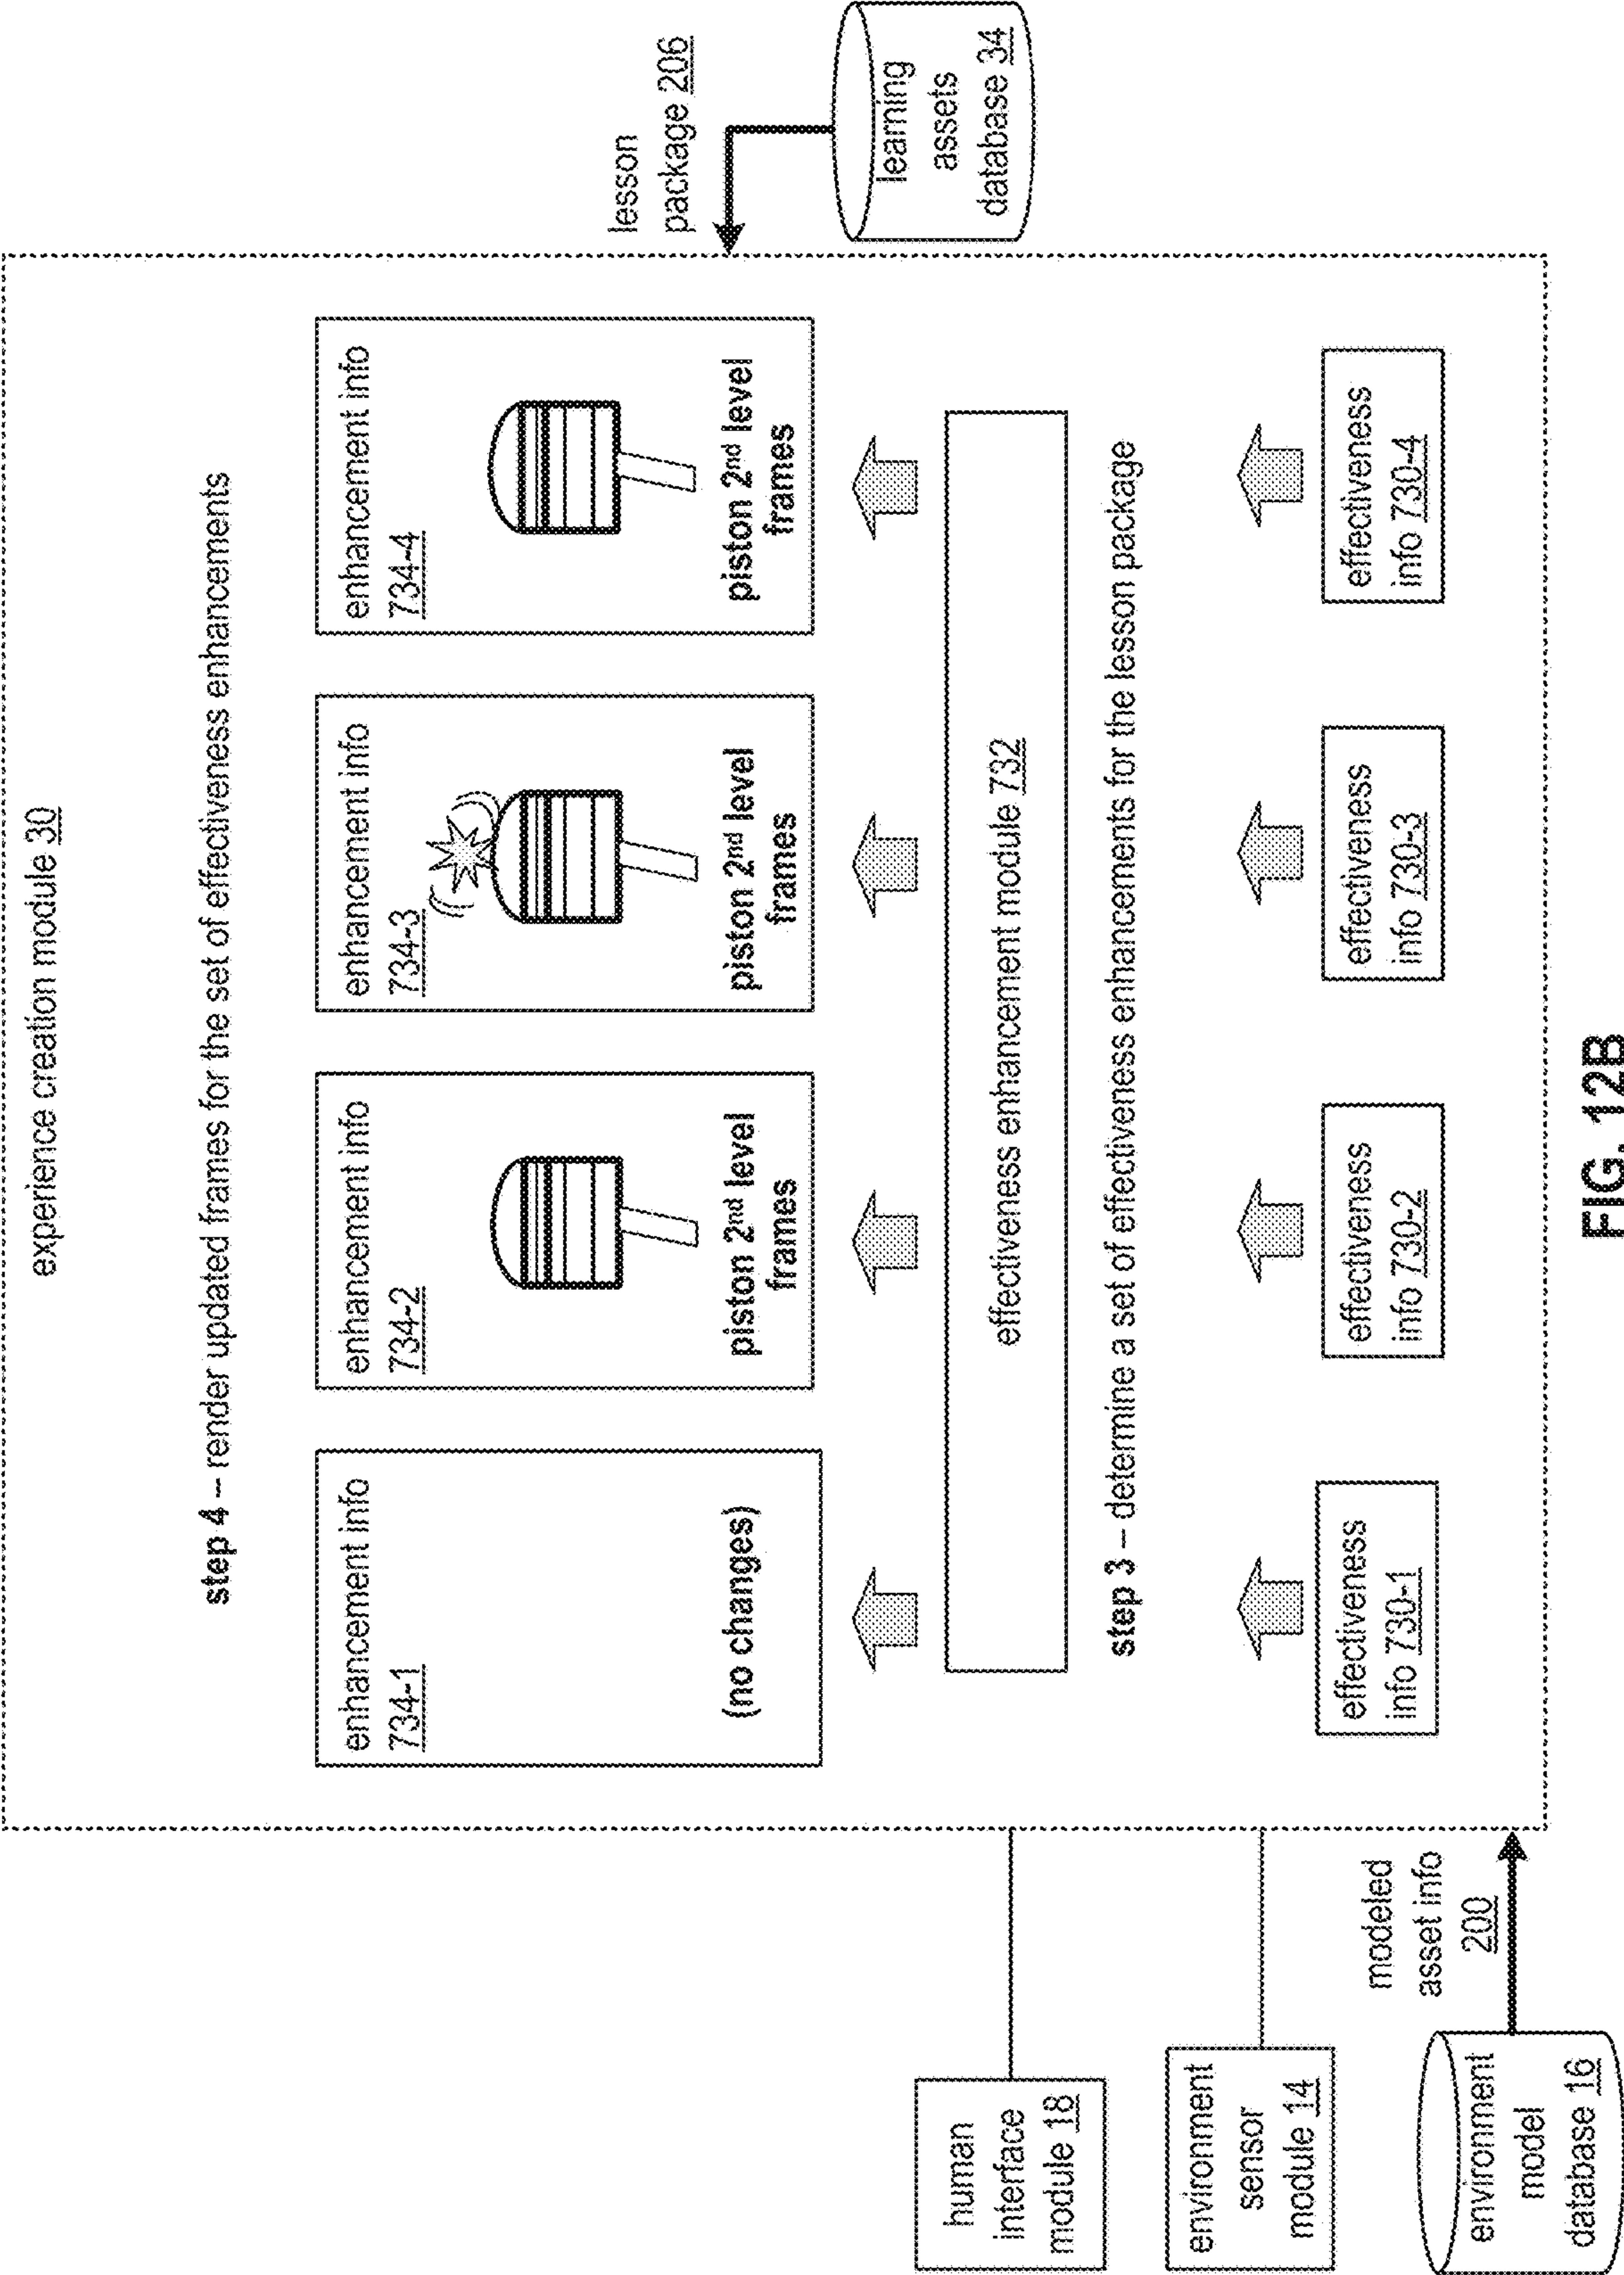 experience creation module 30
step 4 – render updated frames for the set of effectiveness enhancements
enhancement info
734-1
(no changes)
enhancement info
734-2
piston 2nd level
frames
enhancement info
734-3
piston 2nd level
frames
enhancement info
734-4
piston 2nd level
frames
effectiveness enhancement module 732
step 3 – determine a set of effectiveness enhancements for the lesson package
effectiveness
info 730-1
effectiveness
info 730-2
effectiveness
info 730-3
effectiveness
info 730-4
human
interface
module 18
environment
sensor
module 14
environment
model
database 16
modeled
asset info
200
lesson
package 206
learning
assets
database 34
FIG. 12B